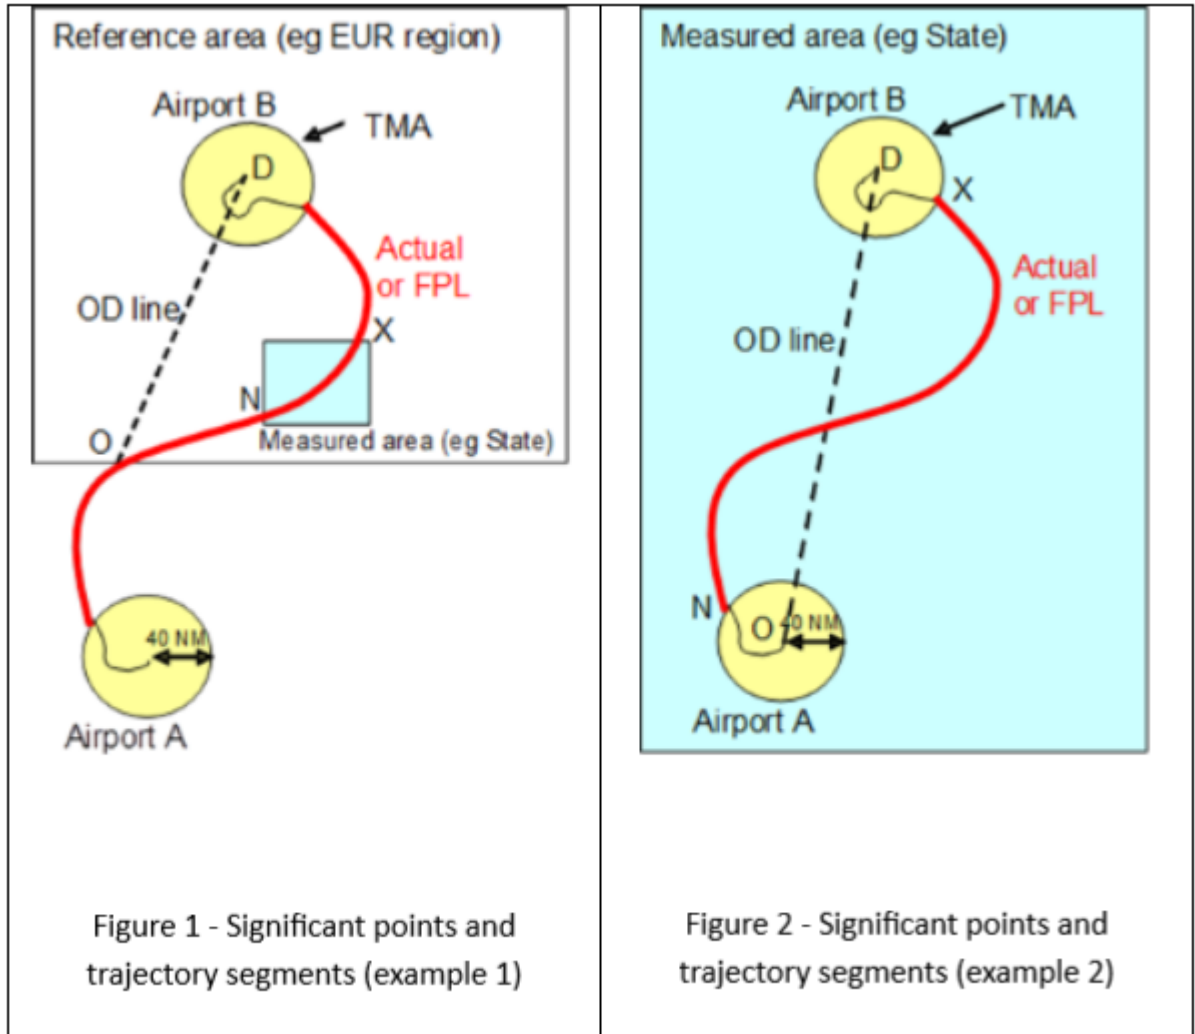 Reference area (eg EUR region)
Airport B
TMA
D
Actual
or FPL
OD line
X
N
O
Measured area (eg State)
40 NM
Airport A
Figure 1 - Significant points and
trajectory segments (example 1)
Measured area (eg State)
Airport B
TMA
D
X
Actual
or FPL
OD line
N
O
40 NM
Airport A
Figure 2 - Significant points and
trajectory segments (example 2)